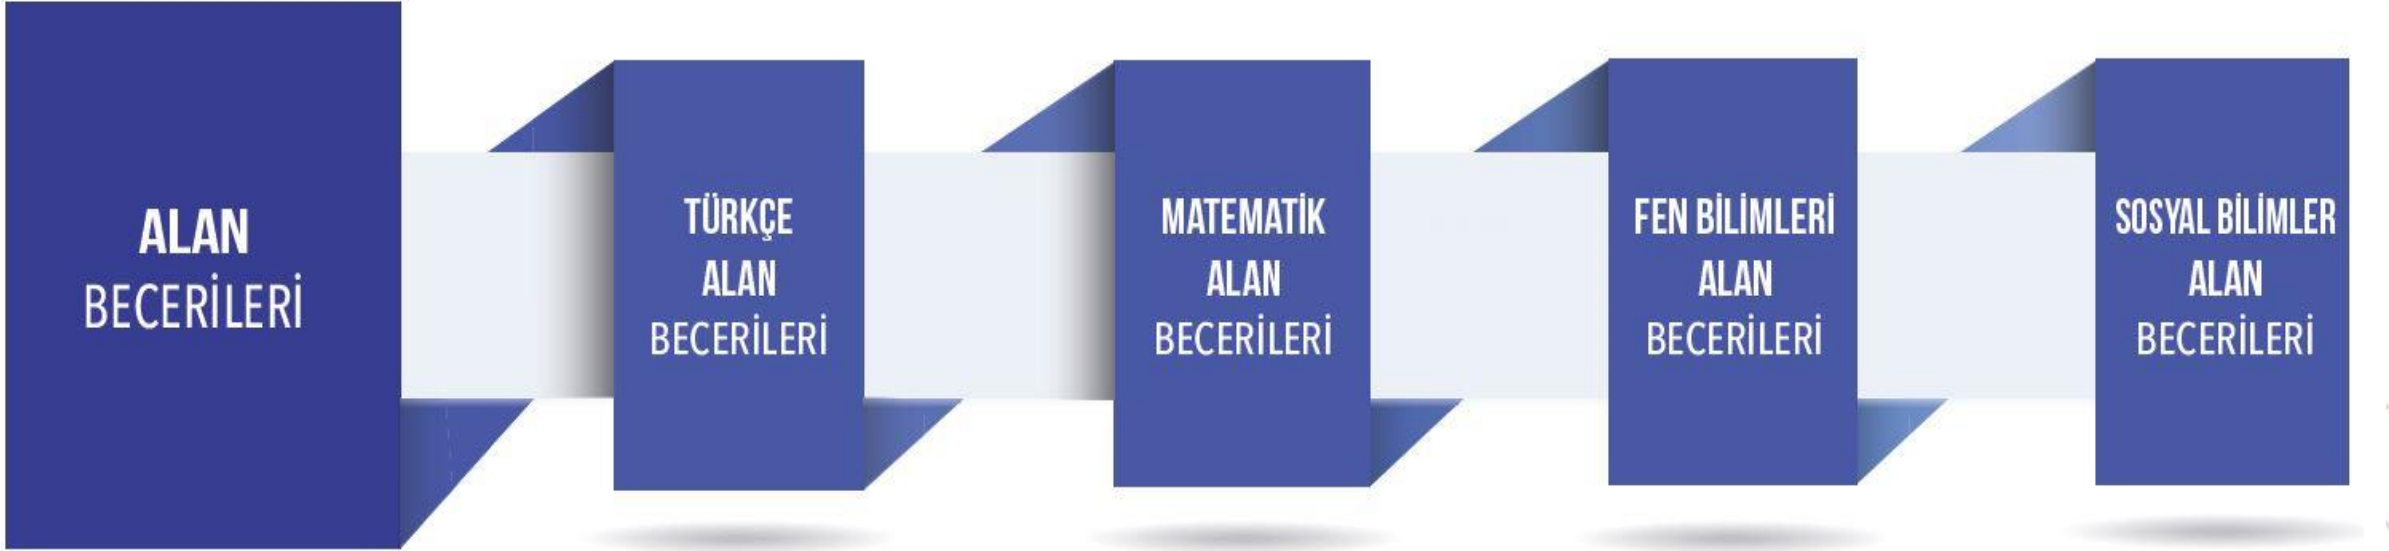 ALAN
BECERİLERİ
TÜRKÇE
ALAN
BECERİLERİ
MATEMATİK
ALAN
BECERİLERİ
FEN BİLİMLERİ
ALAN
BECERİLERİ
SOSYAL BİLİMLER
ALAN
BECERİLERİ